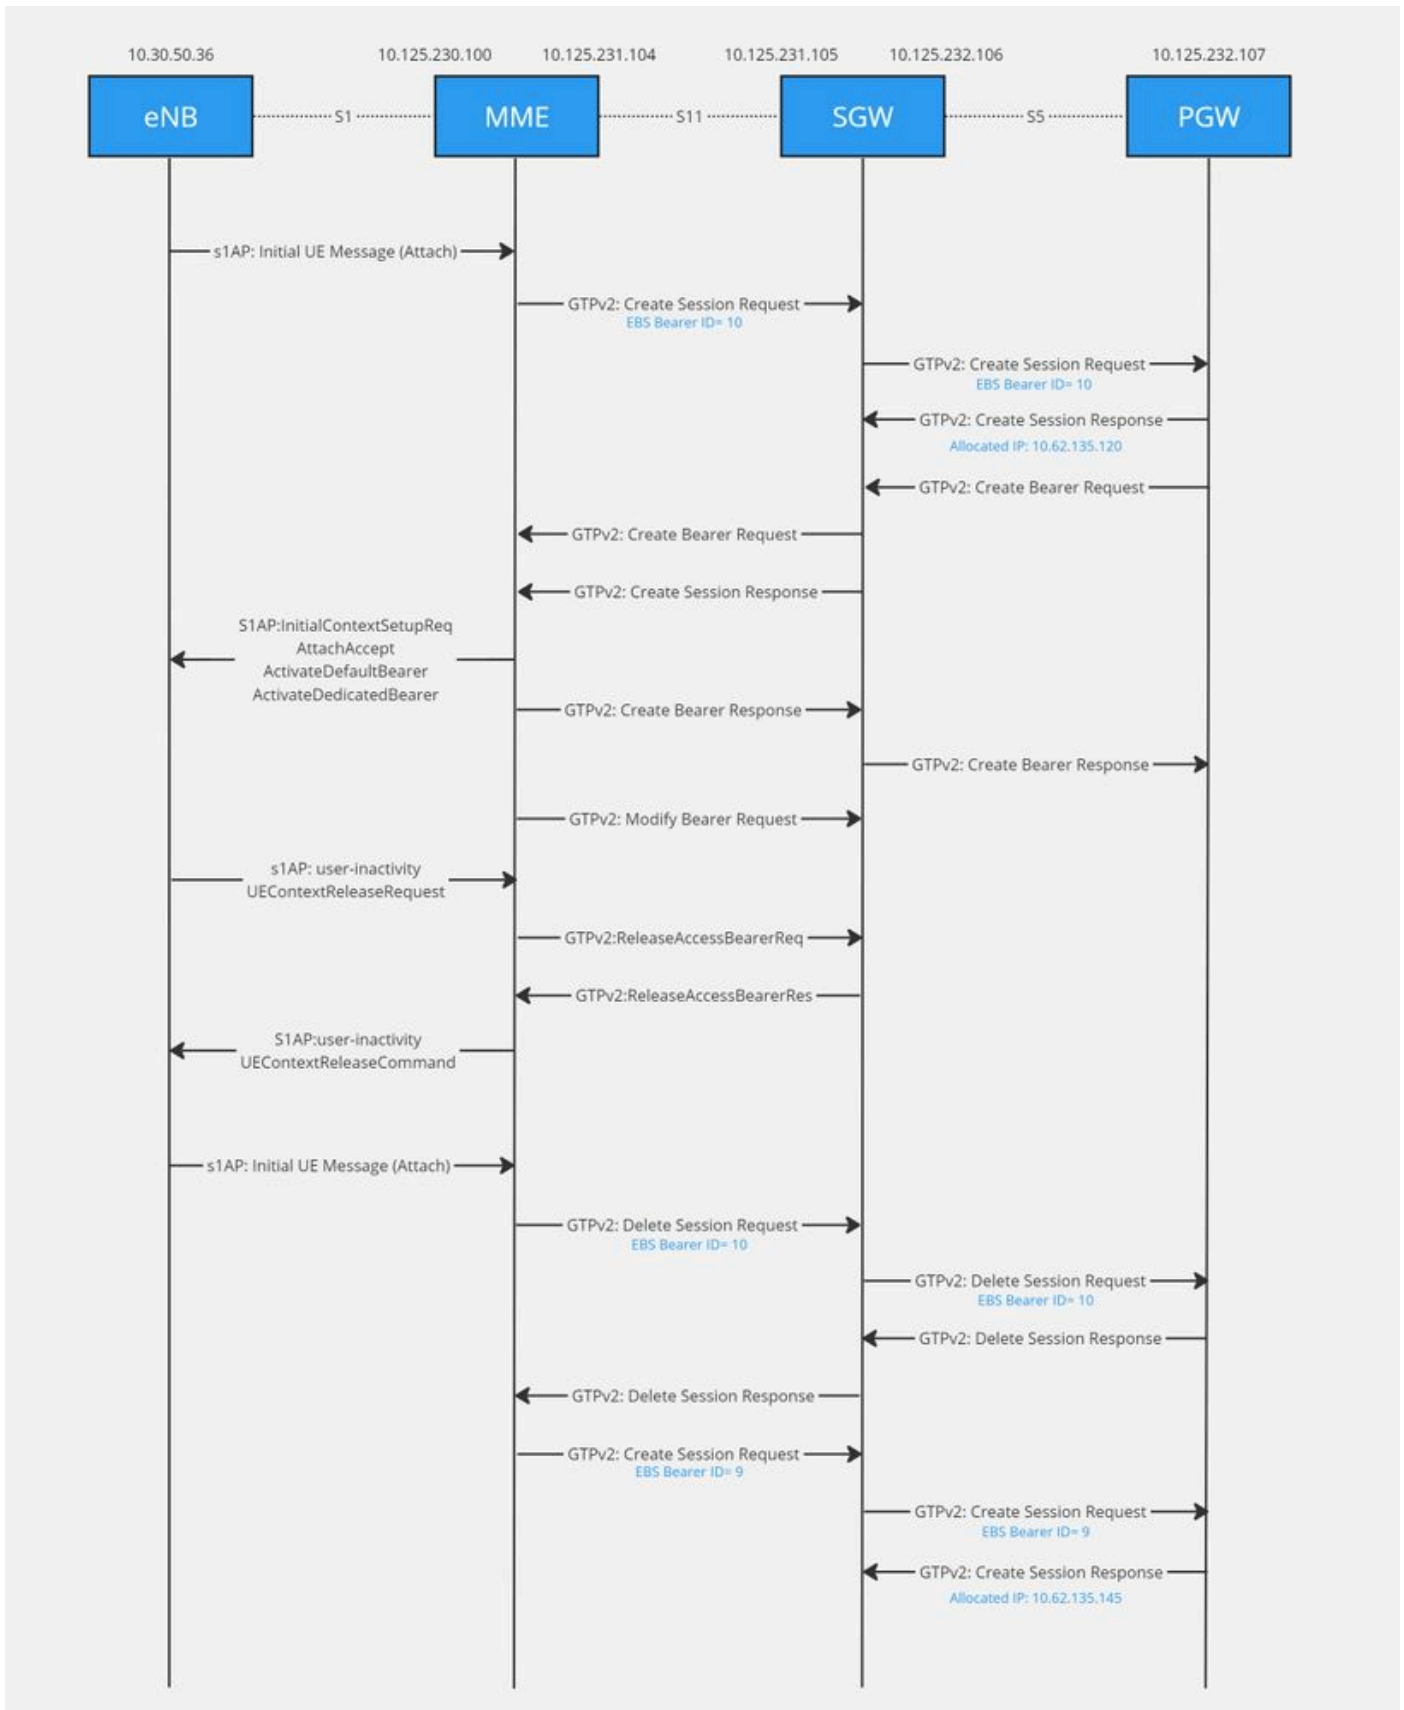 10.30.50.36
10.125.230.100
10.125.231.104
10.125.231.105
10.125.232.106
10.125.232.107
eNB
S1
MME
S11
SGW
S5
PGW
s1AP: Initial UE Message (Attach)
GTPv2: Create Session Request
EBS Bearer ID= 10
GTPv2: Create Session Request
EBS Bearer ID= 10
GTPv2: Create Session Response
Allocated IP: 10.62.135.120
GTPv2: Create Bearer Request
GTPv2: Create Bearer Request
GTPv2: Create Session Response
S1AP:InitialContextSetupReq
AttachAccept
ActivateDefaultBearer
ActivateDedicatedBearer
GTPv2: Create Bearer Response
GTPv2: Create Bearer Response
GTPv2: Modify Bearer Request
s1AP: user-inactivity
UEContextReleaseRequest
GTPv2:ReleaseAccessBearerReq
GTPv2:ReleaseAccessBearerRes
S1AP:user-inactivity
UEContextReleaseCommand
s1AP: Initial UE Message (Attach)
GTPv2: Delete Session Request
EBS Bearer ID= 10
GTPv2: Delete Session Request
EBS Bearer ID= 10
GTPv2: Delete Session Response
GTPv2: Delete Session Response
GTPv2: Create Session Request
EBS Bearer ID= 9
GTPv2: Create Session Request
EBS Bearer ID= 9
GTPv2: Create Session Response
Allocated IP: 10.62.135.145